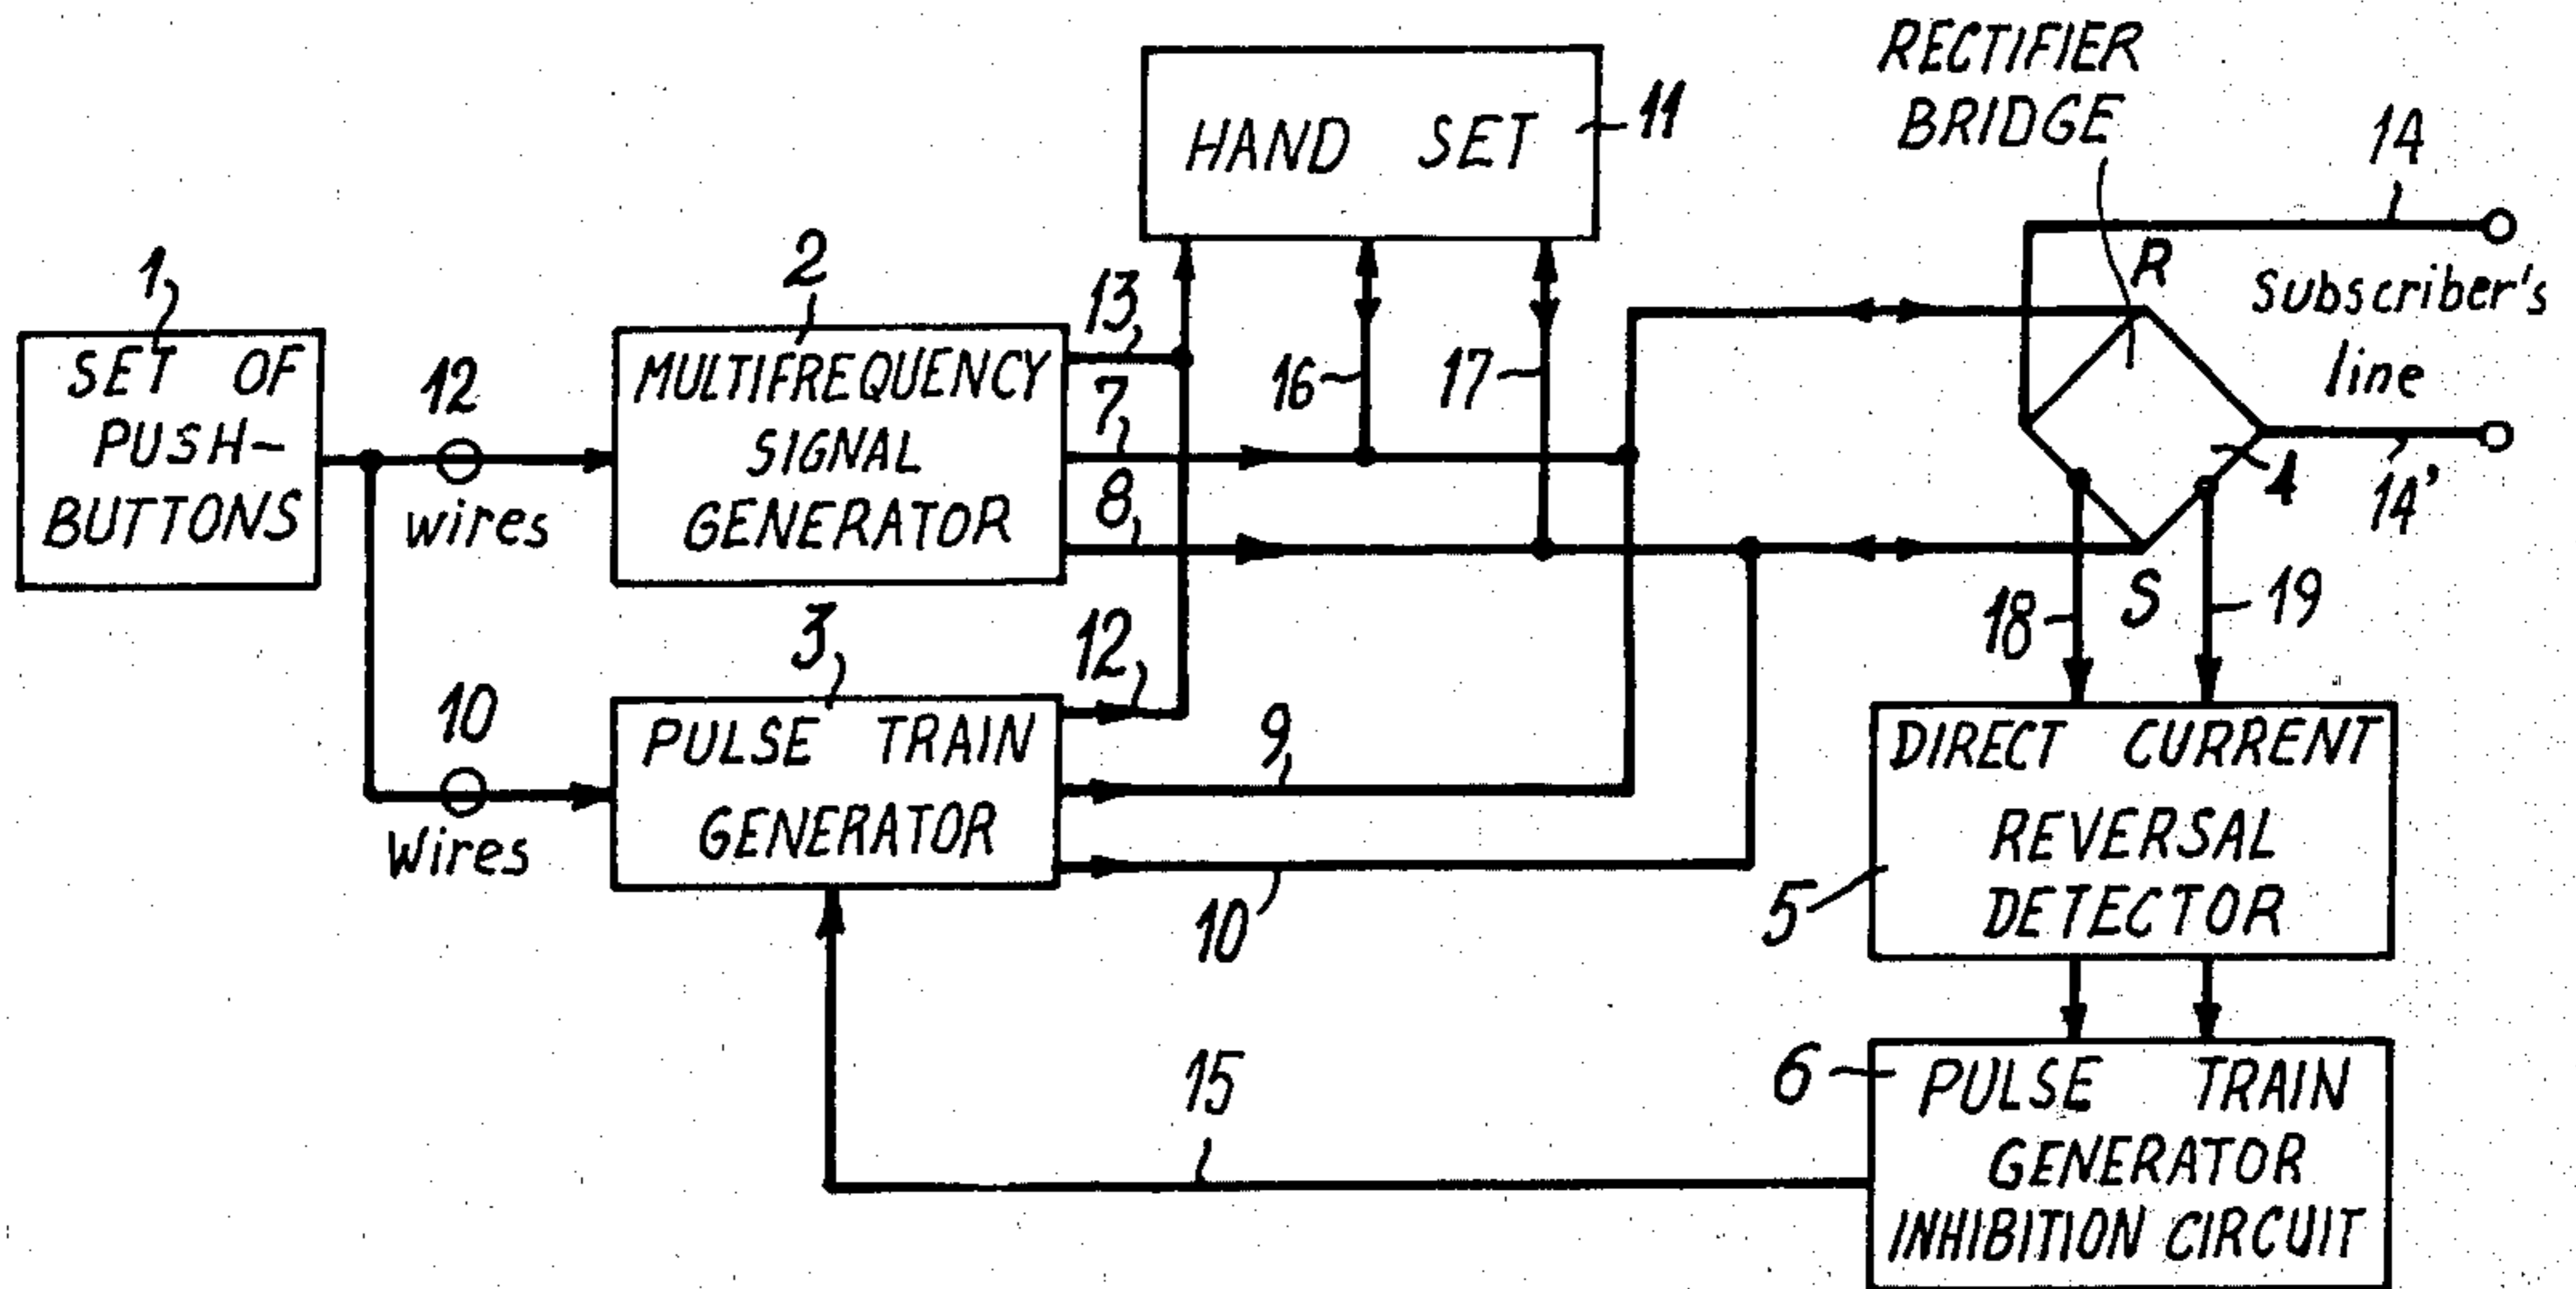 RECTIFIER
BRIDGE
HAND SET
11
14
R
Subscriber's
line
1
2
13
SET OF
PUSH-
BUTTONS
12
wires
MULTIFREQUENCY
SIGNAL
GENERATOR
7
8
16
17
4
14'
S
18
19
3
12
10
Wires
PULSE TRAIN
GENERATOR
9
10
DIRECT CURRENT
REVERSAL
DETECTOR
5
15
6
PULSE TRAIN
GENERATOR
INHIBITION CIRCUIT